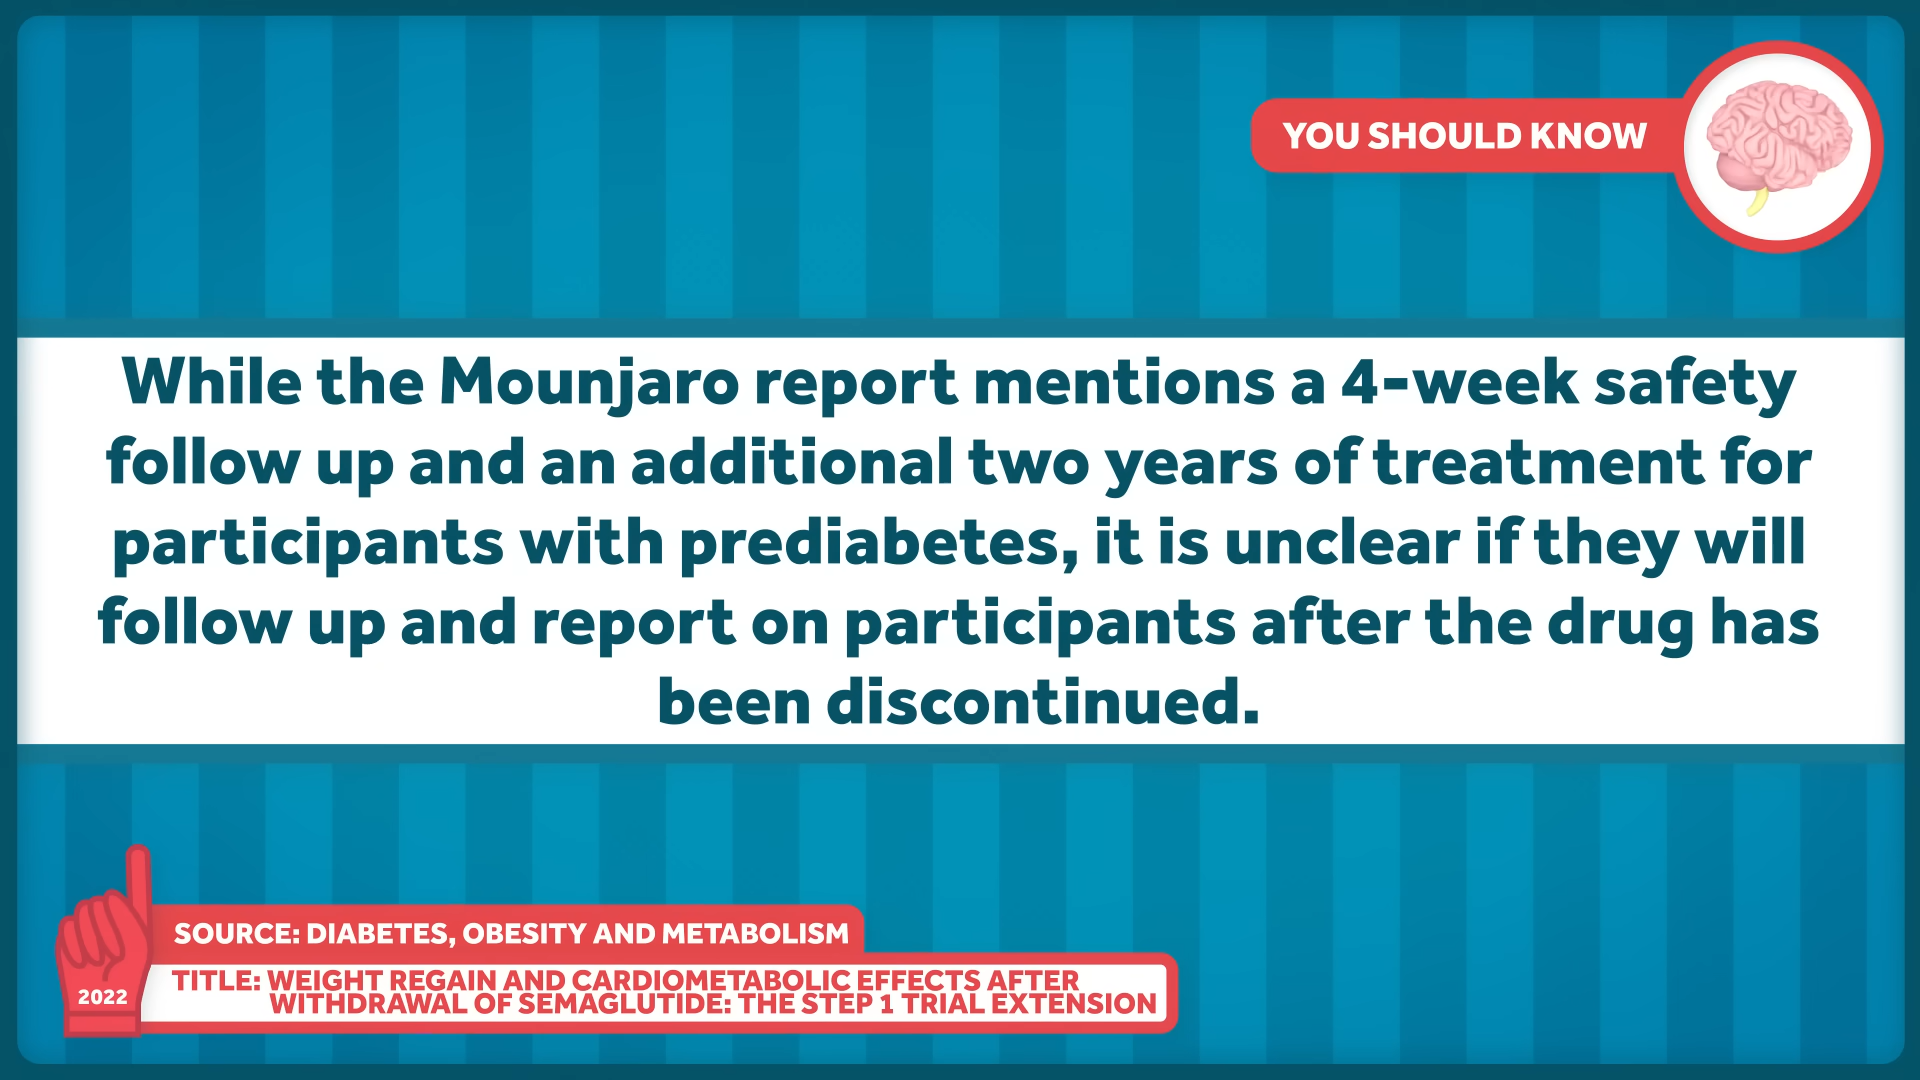 YOU SHOULD KNOW
While the Mounjaro report mentions a 4-week safety
follow up and an additional two years of treatment for
participants with prediabetes, it is unclear if they will
follow up and report on participants after the drug has
been discontinued.
SOURCE: DIABETES, OBESITY AND METABOLISM
TITLE: WEIGHT REGAIN AND CARDIOMETABOLIC EFFECTS AFTER
WITHDRAWAL OF SEMAGLUTIDE: THE STEP 1 TRIAL EXTENSION
2022